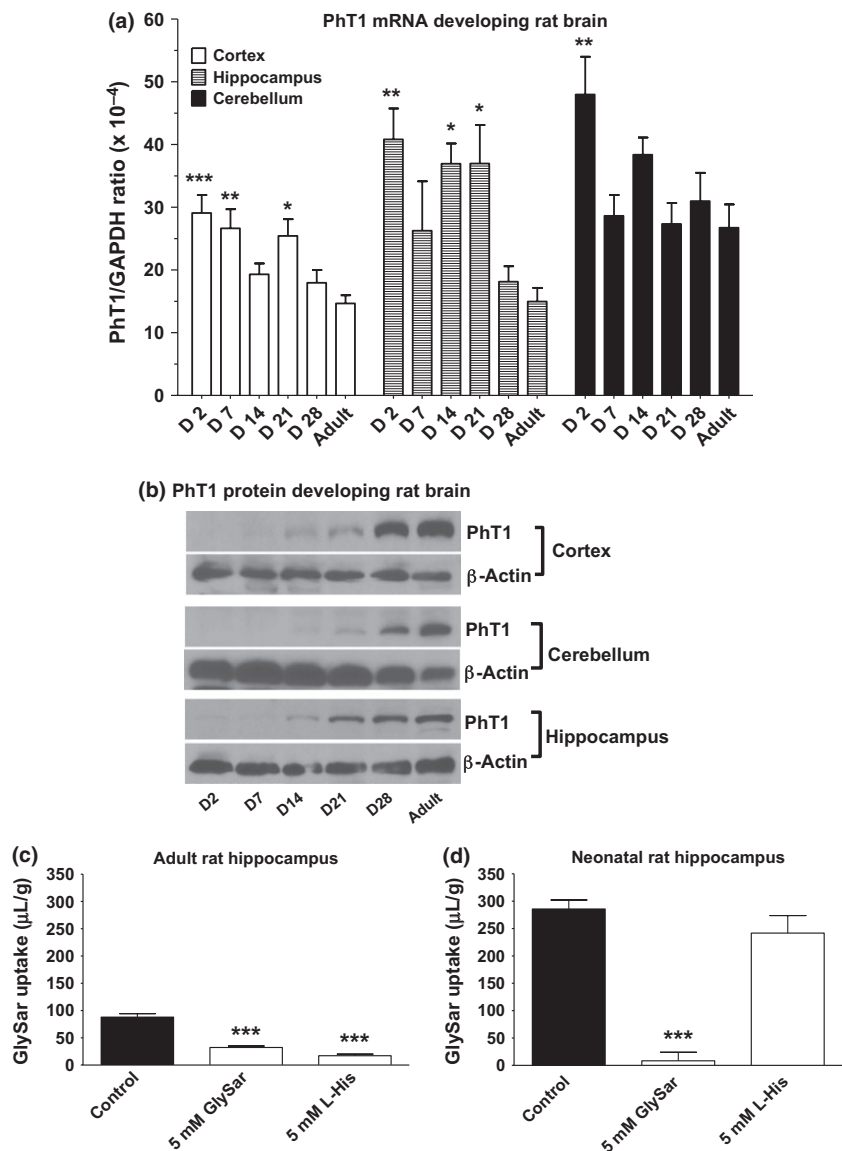 (a) PhT1 mRNA developing rat brain
Cortex
Hippocampus
Cerebellum
PhT1/GAPDH ratio (x 10–4)
60
50
40
30
20
10
0
*** ** * ** * * **
D 2 D 7 D 14 D 21 D 28 Adult D 2 D 7 D 14 D 21 D 28 Adult D 2 D 7 D 14 D 21 D 28 Adult
(b) PhT1 protein developing rat brain
PhT1
β-Actin
Cortex
PhT1
β-Actin
Cerebellum
PhT1
β-Actin
Hippocampus
D2 D7 D14 D21 D28 Adult
(c) Adult rat hippocampus
GlySar uptake (μL/g)
350
300
250
200
150
100
50
0
*** ***
Control 5 mM GlySar 5 mM L-His
(d) Neonatal rat hippocampus
GlySar uptake (μL/g)
350
300
250
200
150
100
50
0
***
Control 5 mM GlySar 5 mM L-His